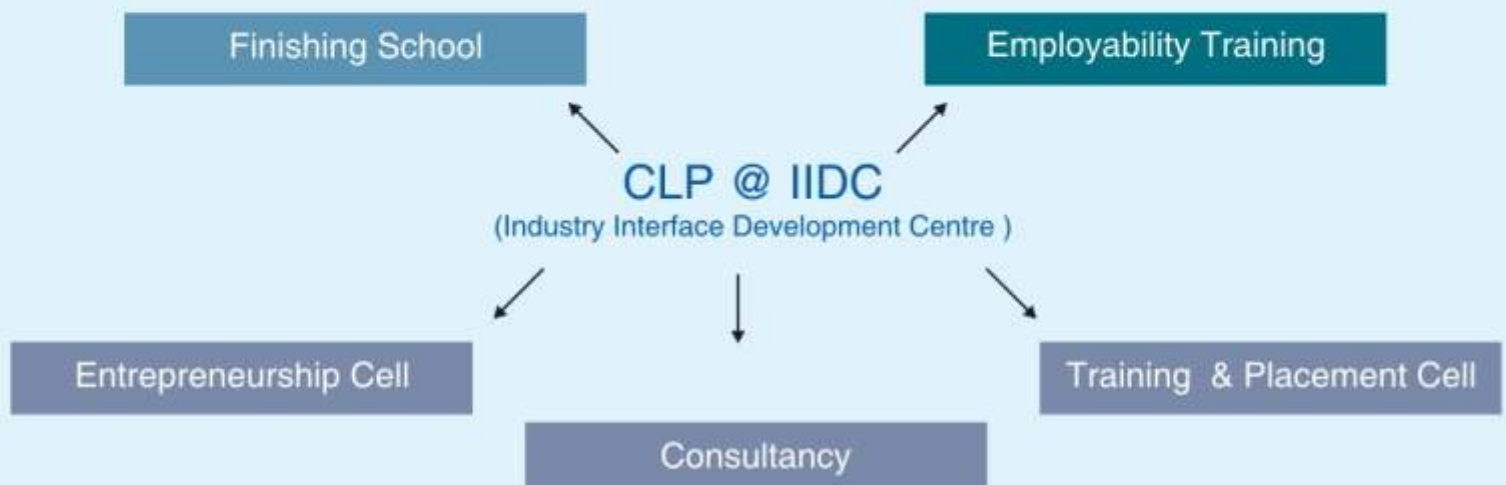 Finishing School
Employability Training
CLP @ IIDC
(Industry Interface Development Centre )
Entrepreneurship Cell
Training & Placement Cell
Consultancy